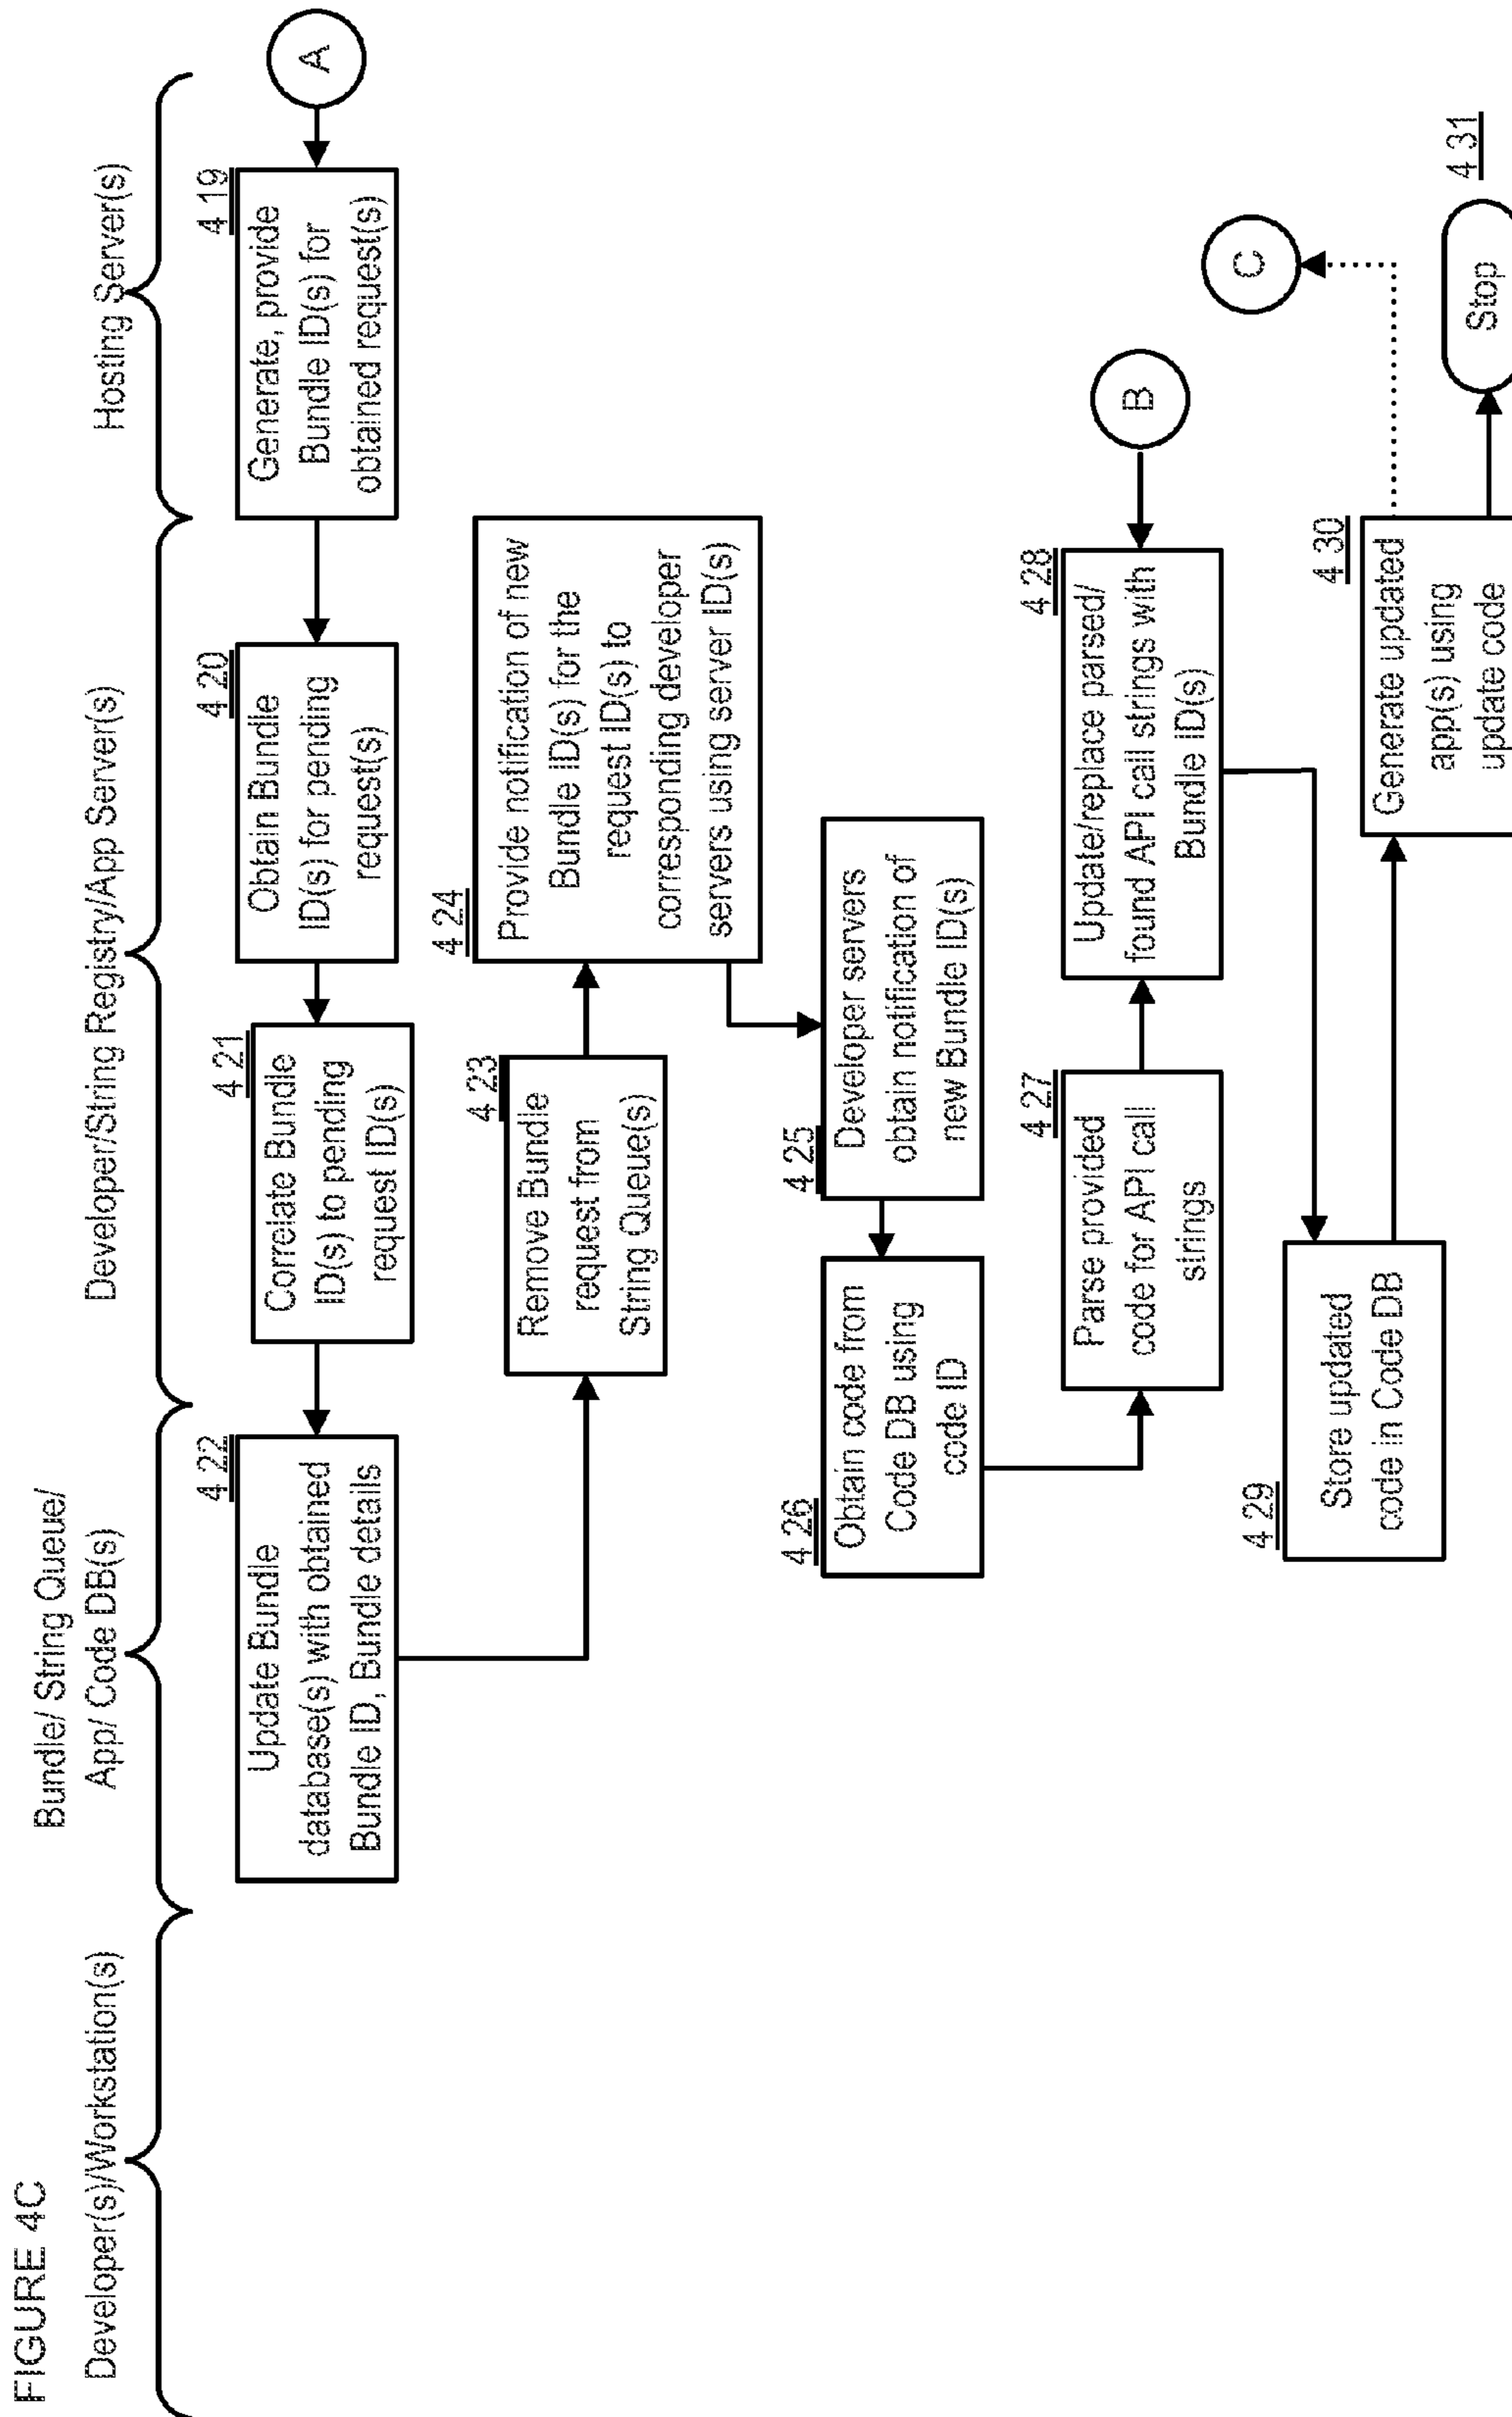 FIGURE 4C
Developer(s)/Workstation(s)
Bundle/ String Queue/
App/ Code DB(s)
Developer/String Registry/App Server(s)
Hosting Server(s)
A
4 19
Generate, provide
Bundle ID(s) for
obtained request(s)
4 20
Obtain Bundle
ID(s) for pending
request(s)
4 21
Correlate Bundle
ID(s) to pending
request ID(s)
4 22
Update Bundle
database(s) with obtained
Bundle ID, Bundle details
4 23
Remove Bundle
request from
String Queue(s)
4 24
Provide notification of new
Bundle ID(s) for the
request ID(s) to
corresponding developer
servers using server ID(s)
4 25
Developer servers
obtain notification of
new Bundle ID(s)
4 26
Obtain code from
Code DB using
code ID
4 27
Parse provided
code for API call
strings
4 28
Update/replace parsed/
found API call strings with
Bundle ID(s)
B
4 29
Store updated
code in Code DB
4 30
Generate updated
app(s) using
update code
C
4 31
Stop